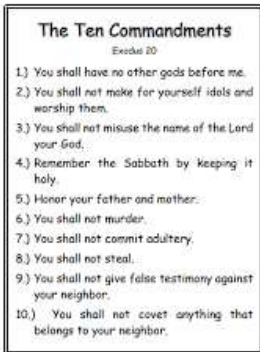 The Ten Commandments
Exodus 20
1.) You shall have no other gods before me.
2.) You shall not make for yourself idols and
worship them.
3.) You shall not misuse the name of the Lord
your God.
4.) Remember the Sabbath by keeping it
holy.
5.) Honor your father and mother.
6.) You shall not murder.
7.) You shall not commit adultery.
8.) You shall not steal.
9.) You shall not give false testimony against
your neighbor.
10.) You shall not covet anything that
belongs to your neighbor.